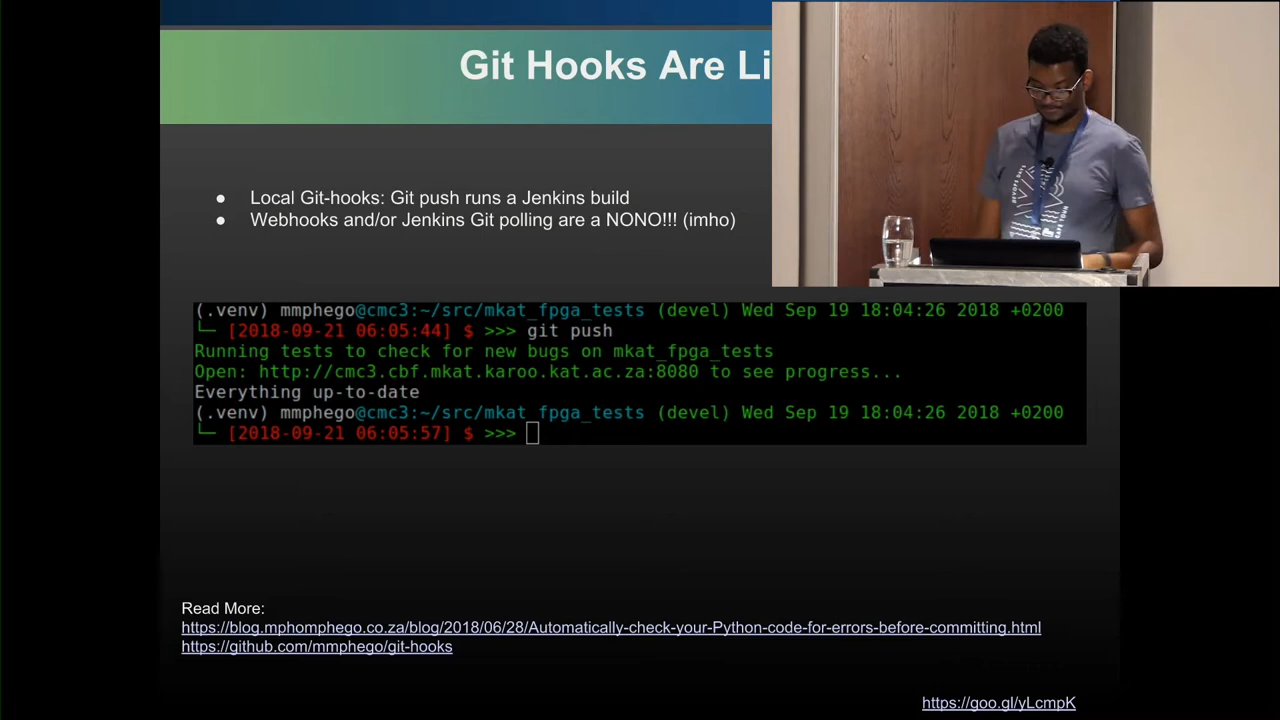 Git Hooks Are Li
● Local Git-hooks: Git push runs a Jenkins build
● Webhooks and/or Jenkins Git polling are a NONO!!! (imho)
(.venv) mmphego@cmc3:~/src/mkat_fpga_tests (devel) Wed Sep 19 18:04:26 2018 +0200
└─ [2018-09-21 06:05:44] $ >>> git push
Running tests to check for new bugs on mkat_fpga_tests
Open: http://cmc3.cbf.mkat.karoo.kat.ac.za:8080 to see progress...
Everything up-to-date
(.venv) mmphego@cmc3:~/src/mkat_fpga_tests (devel) Wed Sep 19 18:04:26 2018 +0200
└─ [2018-09-21 06:05:57] $ >>>
Read More:
https://blog.mphomphego.co.za/blog/2018/06/28/Automatically-check-your-Python-code-for-errors-before-committing.html
https://github.com/mmphego/git-hooks
https://goo.gl/yLcmpK